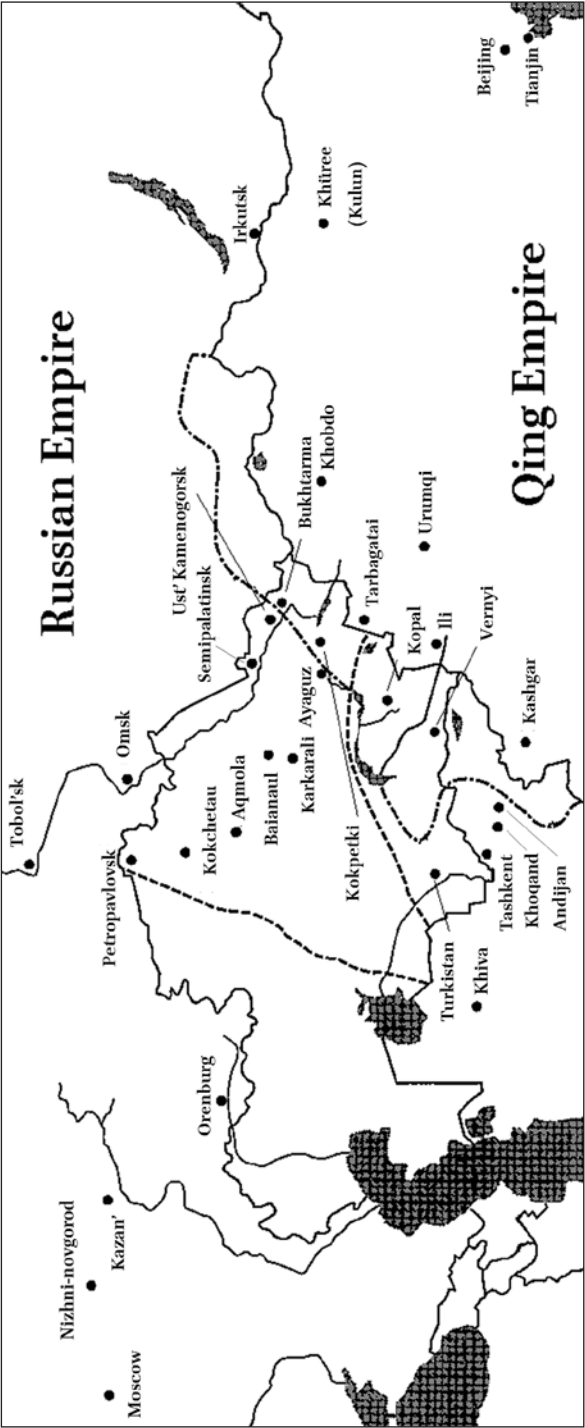 Russian Empire
Qing Empire
Moscow
Nizhni-novgorod
Kazan'
Orenburg
Tobol'sk
Petropavlovsk
Omsk
Kokchetau
Aqmola
Baianaul
Karkarali
Semipalatinsk
Ust' Kamenogorsk
Bukhtarma
Khobdo
Irkutsk
Khüree
(Kulun)
Beijing
Tianjin
Ayaguz
Kokpetki
Tarbagatai
Urumqi
Kopal
Ili
Vernyi
Kashgar
Turkistan
Khiva
Tashkent
Khoqand
Andijan